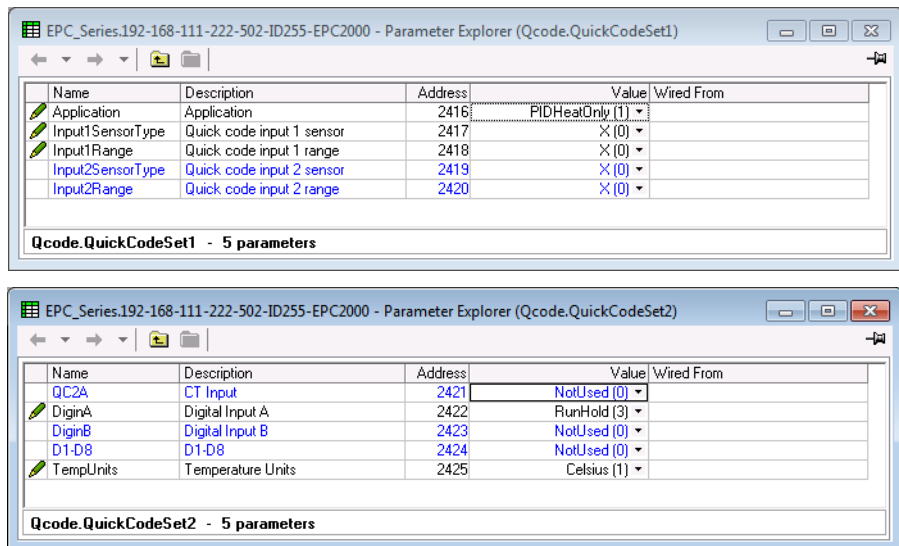 EPC_Series.192-168-111-222-502-ID255-EPC2000 - Parameter Explorer (Qcode.QuickCodeSet1)
Name Description Address Value Wired From
Application Application 2416 PIDHeatOnly (1)
Input1SensorType Quick code input 1 sensor 2417 X (0)
Input1Range Quick code input 1 range 2418 X (0)
Input2SensorType Quick code input 2 sensor 2419 X (0)
Input2Range Quick code input 2 range 2420 X (0)
Qcode.QuickCodeSet1 - 5 parameters
EPC_Series.192-168-111-222-502-ID255-EPC2000 - Parameter Explorer (Qcode.QuickCodeSet2)
Name Description Address Value Wired From
QC2A CT Input 2421 NotUsed (0)
DiginA Digital Input A 2422 RunHold (3)
DiginB Digital Input B 2423 NotUsed (0)
D1-D8 D1-D8 2424 NotUsed (0)
TempUnits Temperature Units 2425 Celsius (1)
Qcode.QuickCodeSet2 - 5 parameters